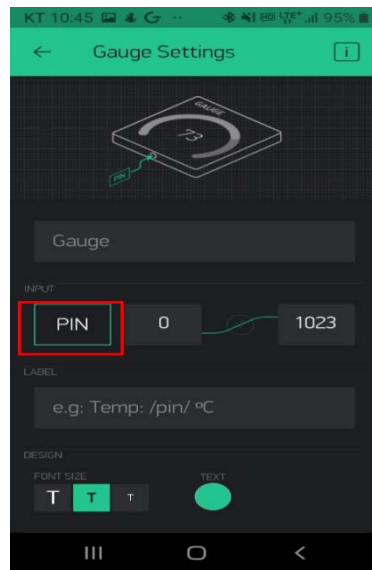 KT 10:45 G ·· LTE+ 95%
← Gauge Settings i
GAUGE
73
PIN
Gauge
INPUT
PIN 0 1023
LABEL
e.g: Temp: /pin/ ºC
DESIGN
FONT SIZE TEXT
T T T